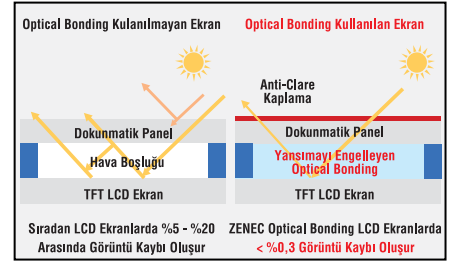 Optical Bonding Kulanılmayan Ekran
Dokunmatik Panel
Hava Boşluğu
TFT LCD Ekran
Sıradan LCD Ekranlarda %5 - %20
Arasında Görüntü Kaybı Oluşur
Optical Bonding Kullanılan Ekran
Anti-Clare
Kaplama
Dokunmatik Panel
Yansımayı Engelleyen
Optical Bonding
TFT LCD Ekran
ZENEC Optical Bonding LCD Ekranlarda
< %0,3 Görüntü Kaybı Oluşur